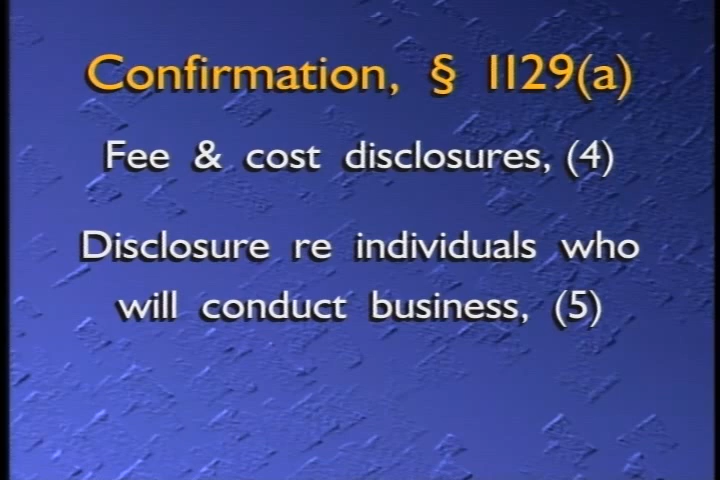 Confirmation, § 1129(a)
Fee & cost disclosures, (4)
Disclosure re individuals who
will conduct business, (5)